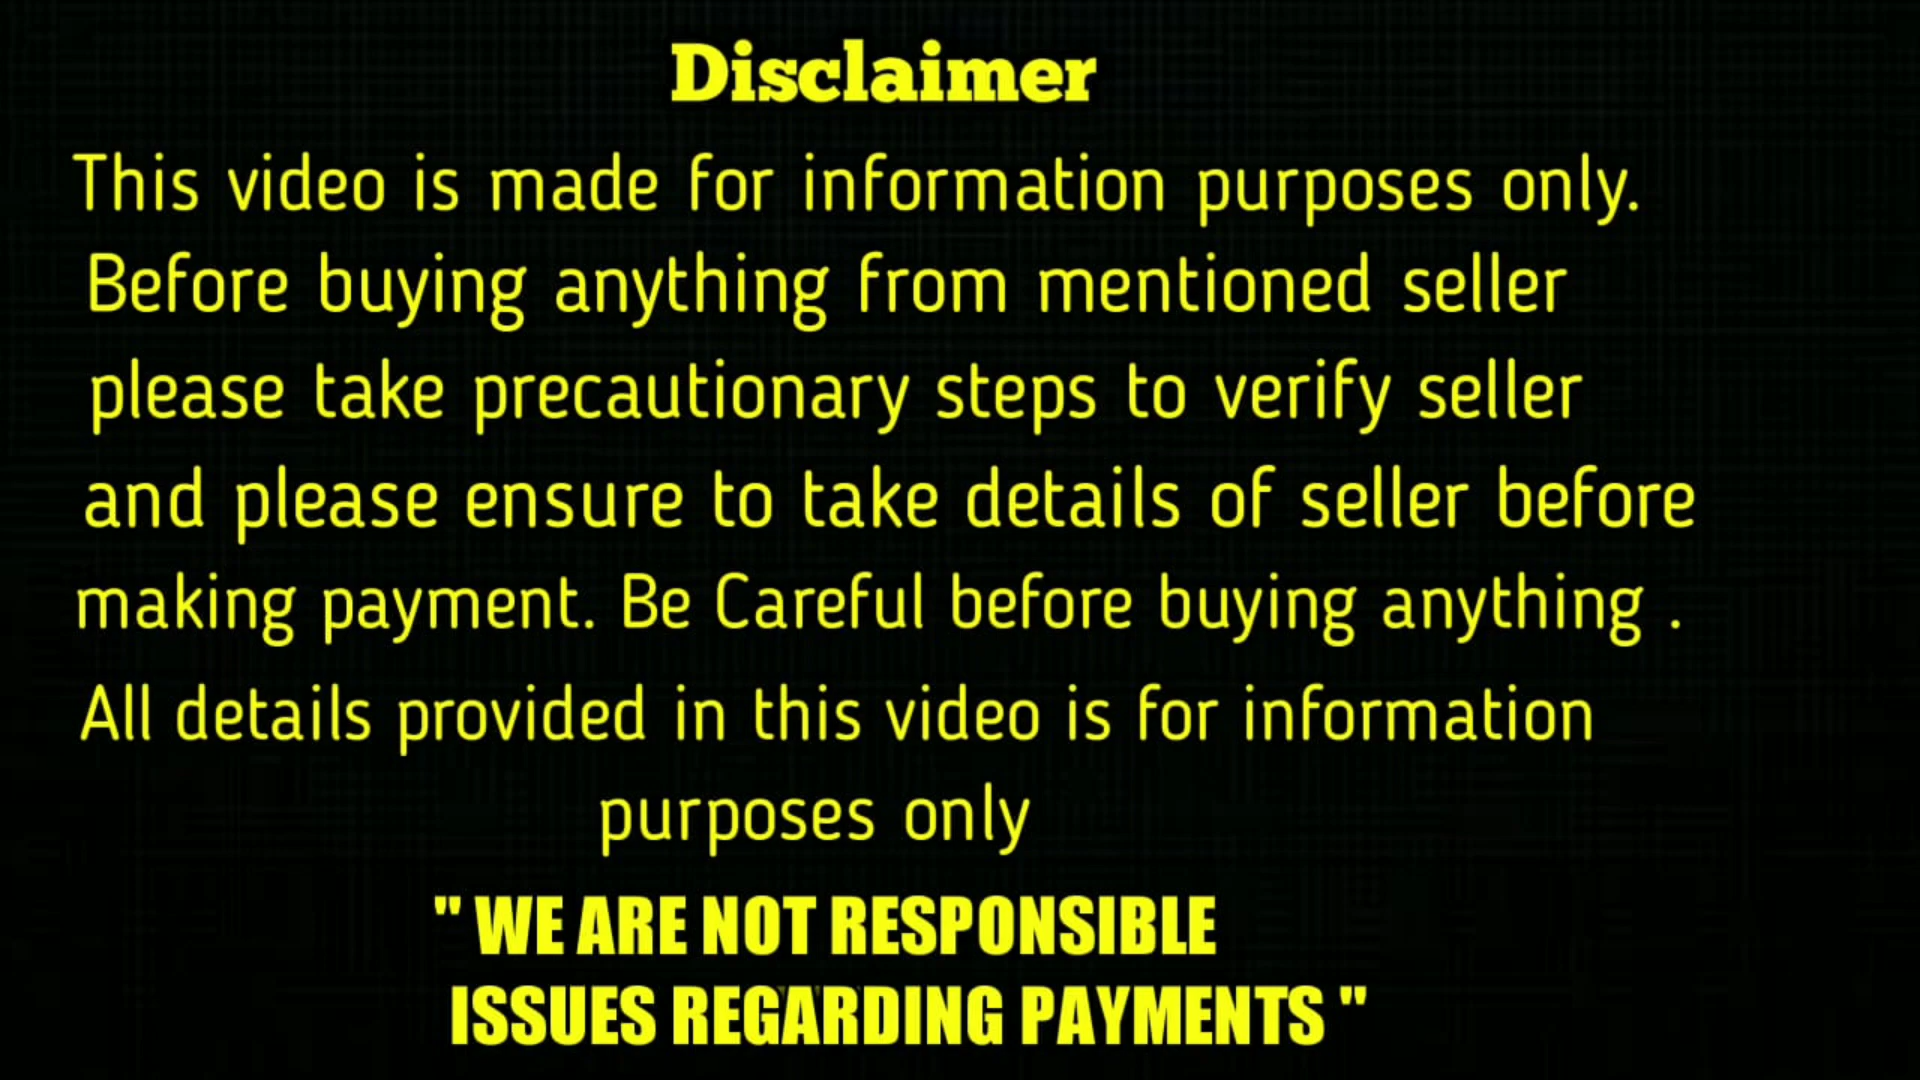 Disclaimer
This video is made for information purposes only.
Before buying anything from mentioned seller
please take precautionary steps to verify seller
and please ensure to take details of seller before
making payment. Be Careful before buying anything .
All details provided in this video is for information
purposes only
" WE ARE NOT RESPONSIBLE
ISSUES REGARDING PAYMENTS "